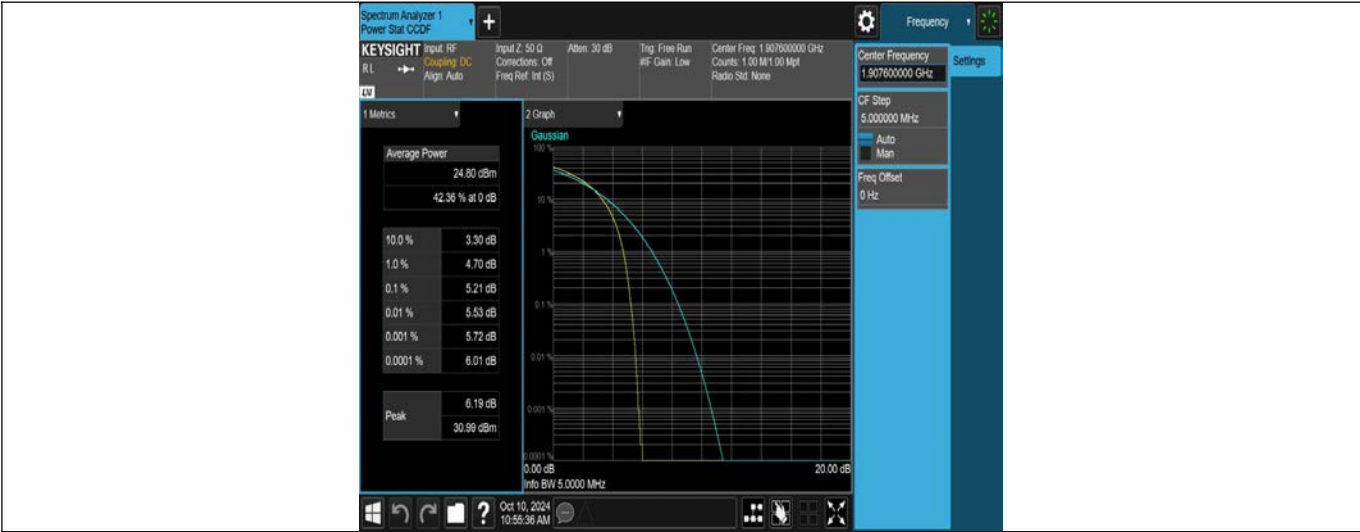 Spectrum Analyzer 1
Power Stat CCDF
+
Frequency
KEYSIGHT
RL
Input: RF
Coupling: DC
Align: Auto
Input Z: 50 Ω
Corrections: Off
Freq Ref: Int (S)
Atten: 30 dB
Trig: Free Run
#IF Gain: Low
Center Freq: 1.907600000 GHz
Counts: 1.00 M/1.00 Mpt
Radio Std: None
Center Frequency
1.907600000 GHz
Settings
CF Step
5.000000 MHz
Auto
Man
Freq Offset
0 Hz
1 Metrics
Average Power
24.80 dBm
42.36 % at 0 dB
10.0 % 3.30 dB
1.0 % 4.70 dB
0.1 % 5.21 dB
0.01 % 5.53 dB
0.001 % 5.72 dB
0.0001 % 6.01 dB
Peak
6.19 dB
30.99 dBm
2 Graph
Gaussian
100 %
10 %
1 %
0.1 %
0.01 %
0.001 %
0.0001 %
0.00 dB 20.00 dB
Info BW 5.0000 MHz
?
Oct 10, 2024
10:55:36 AM